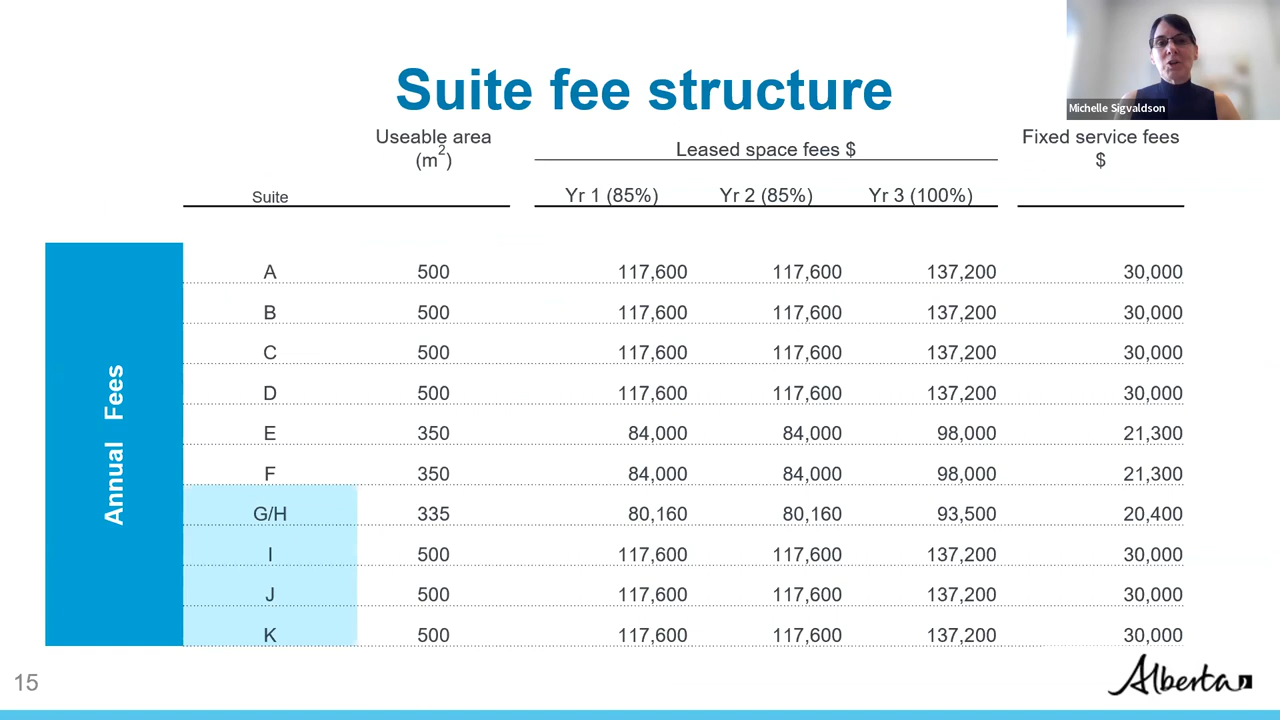 Suite fee structure
Michelle Sigvaldson
Useable area
(m2)
Leased space fees $
Fixed service fees
$
Suite
Yr 1 (85%) Yr 2 (85%) Yr 3 (100%)
Annual Fees
A 500 117,600 117,600 137,200 30,000
B 500 117,600 117,600 137,200 30,000
C 500 117,600 117,600 137,200 30,000
D 500 117,600 117,600 137,200 30,000
E 350 84,000 84,000 98,000 21,300
F 350 84,000 84,000 98,000 21,300
G/H 335 80,160 80,160 93,500 20,400
I 500 117,600 117,600 137,200 30,000
J 500 117,600 117,600 137,200 30,000
K 500 117,600 117,600 137,200 30,000
15
Alberta